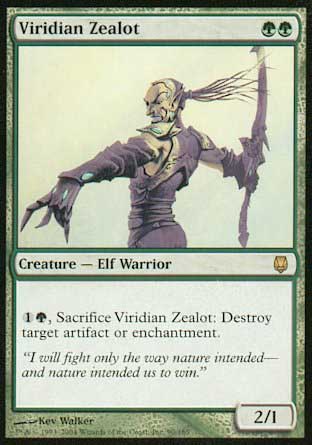 Viridian Zealot
Creature — Elf Warrior
1, Sacrifice Viridian Zealot: Destroy
target artifact or enchantment.
“I will fight only the way nature intended—
and nature intended us to win.”
Kev Walker
2/1